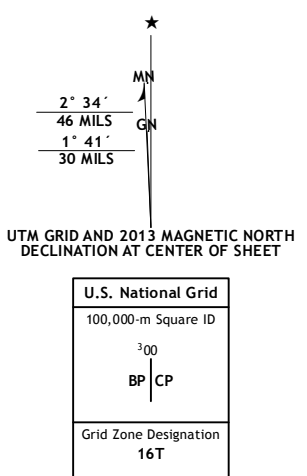 MN
2° 34´
46 MILS
GN
1° 41´
30 MILS
UTM GRID AND 2013 MAGNETIC NORTH
DECLINATION AT CENTER OF SHEET
U.S. National Grid
100,000-m Square ID
³00
BP CP
Grid Zone Designation
16T